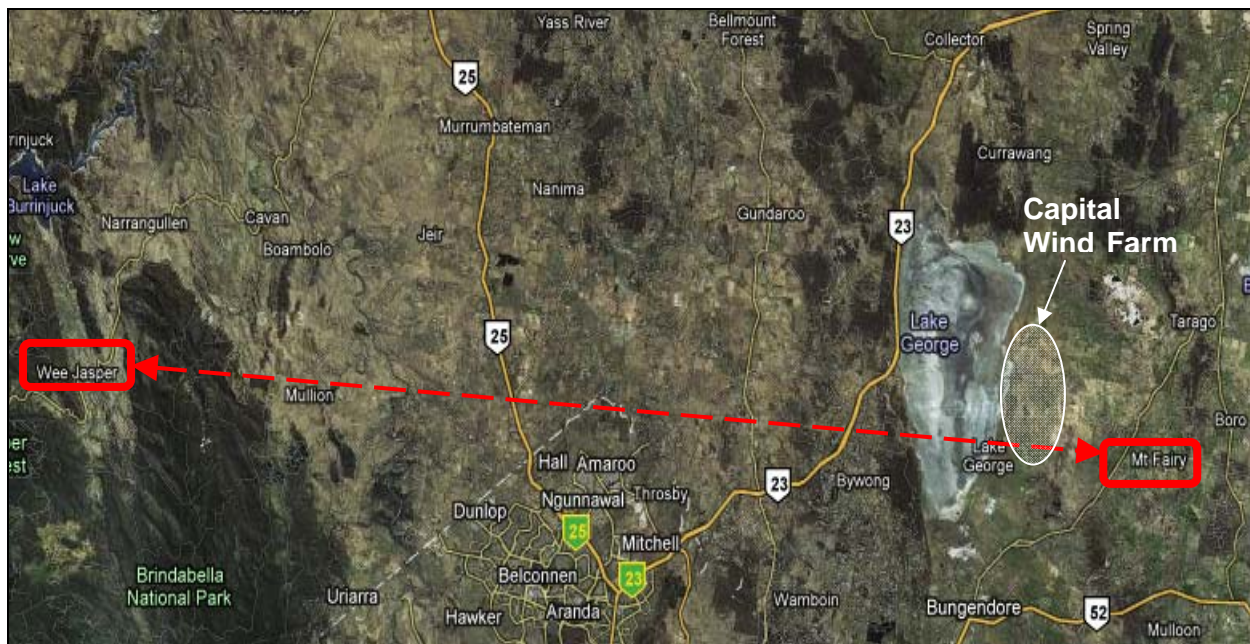 Yass River
Bellmount
Forest
Collector
Spring
Valley
25
Murrumbateman
Currawang
Lake
Burrinjuck
Nanima
Narrangullen
Cavan
Gundaroo
Capital
Wind Farm
Boambolo
Jeir
23
25
Lake
George
Tarago
Wee Jasper
Mullion
Boro
Lake
George
Mt Fairy
Hall
Amaroo
Bywong
23
Ngunnawal
Throsby
Dunlop
25
Mitchell
Brindabella
National Park
Belconnen
23
Uriarra
Hawker
Aranda
Wamboin
Bungendore
52
Mulloon